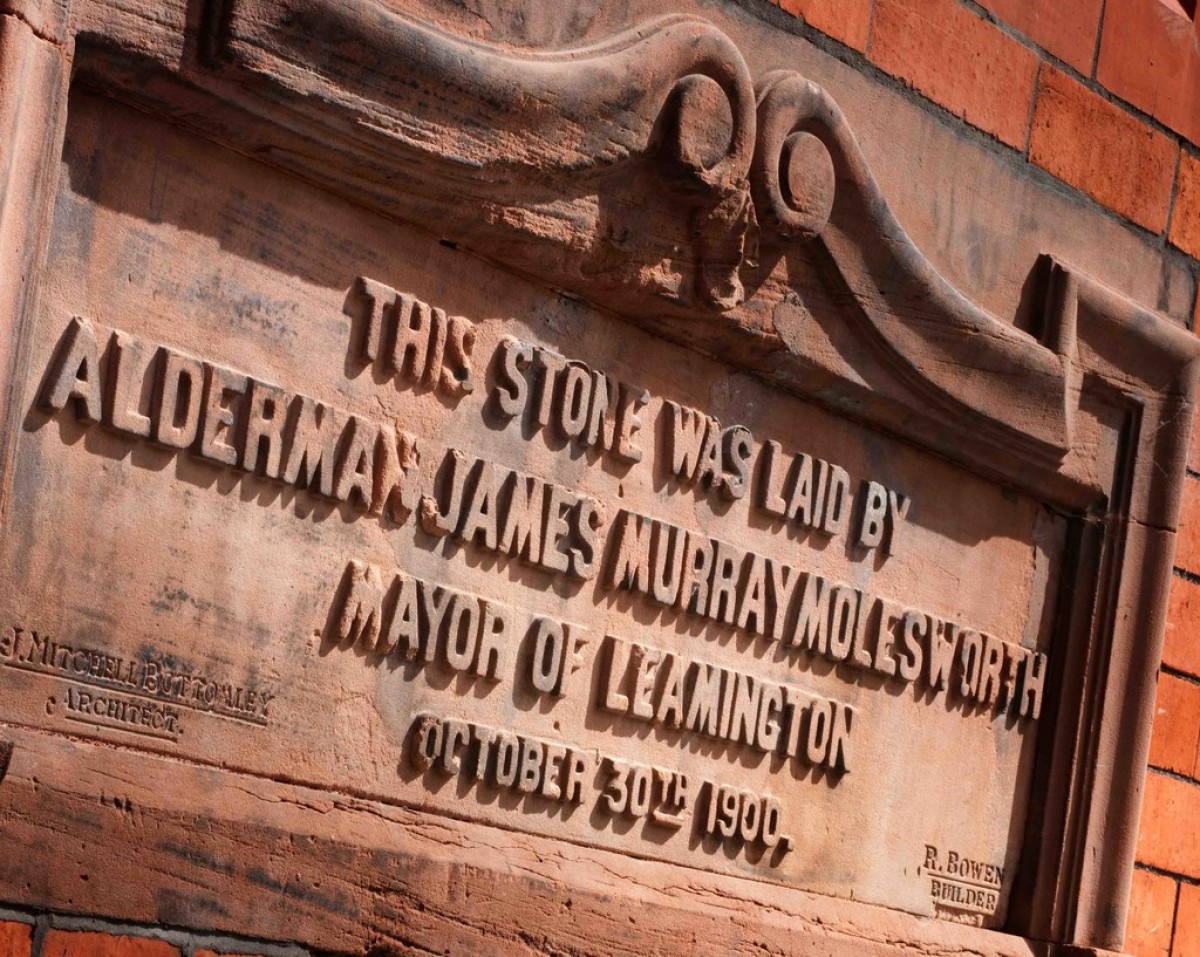 THIS STONE WAS LAID BY
ALDERMAN JAMES MURRAY MOLESWORTH
MAYOR OF LEAMINGTON
OCTOBER 30TH 1900.
J. MITCHELL BOTTOMLEY
ARCHITECT.
R. BOWEN
BUILDER